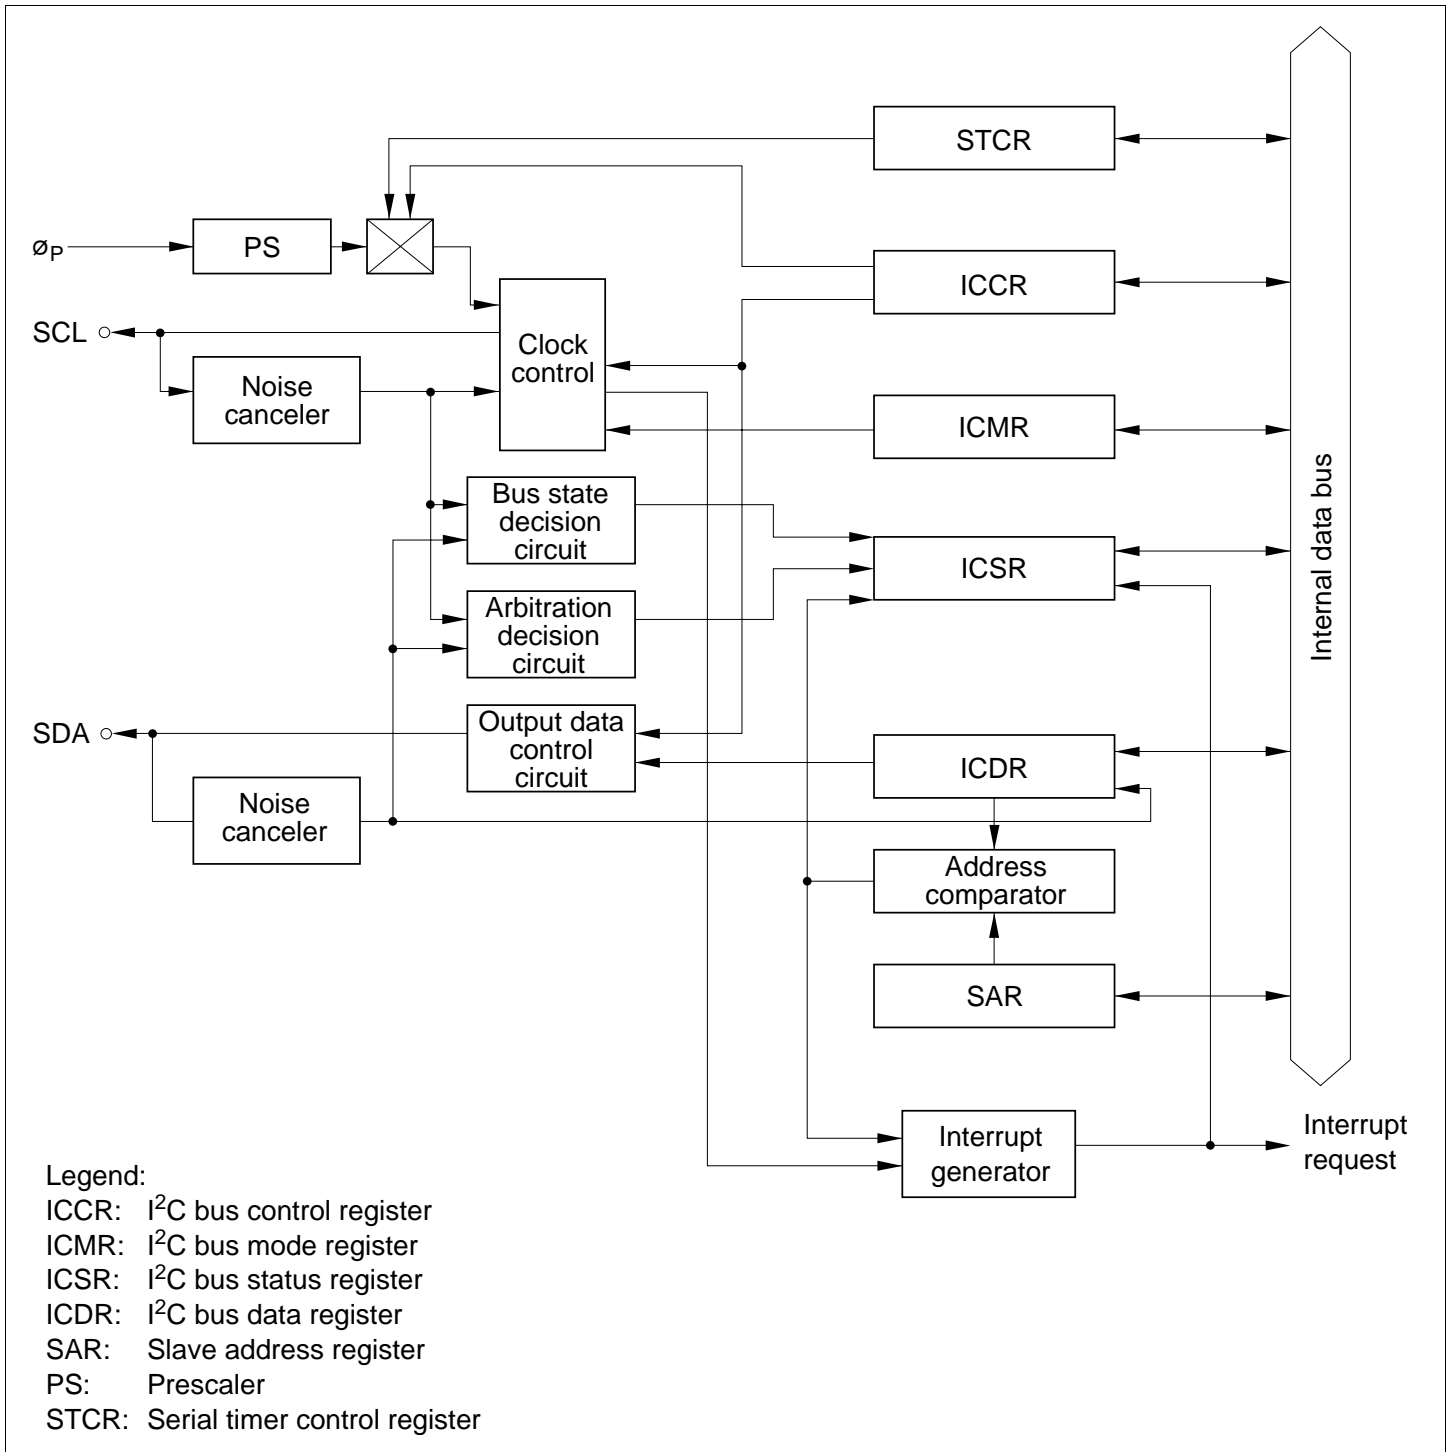 STCR
øP
PS
ICCR
SCL
Clock
control
Noise
canceler
ICMR
Bus state
decision
circuit
ICSR
Internal data bus
Arbitration
decision
circuit
SDA
Output data
control
circuit
ICDR
Noise
canceler
Address
comparator
SAR
Interrupt
generator
Interrupt
request
Legend:
ICCR: I²C bus control register
ICMR: I²C bus mode register
ICSR: I²C bus status register
ICDR: I²C bus data register
SAR: Slave address register
PS: Prescaler
STCR: Serial timer control register